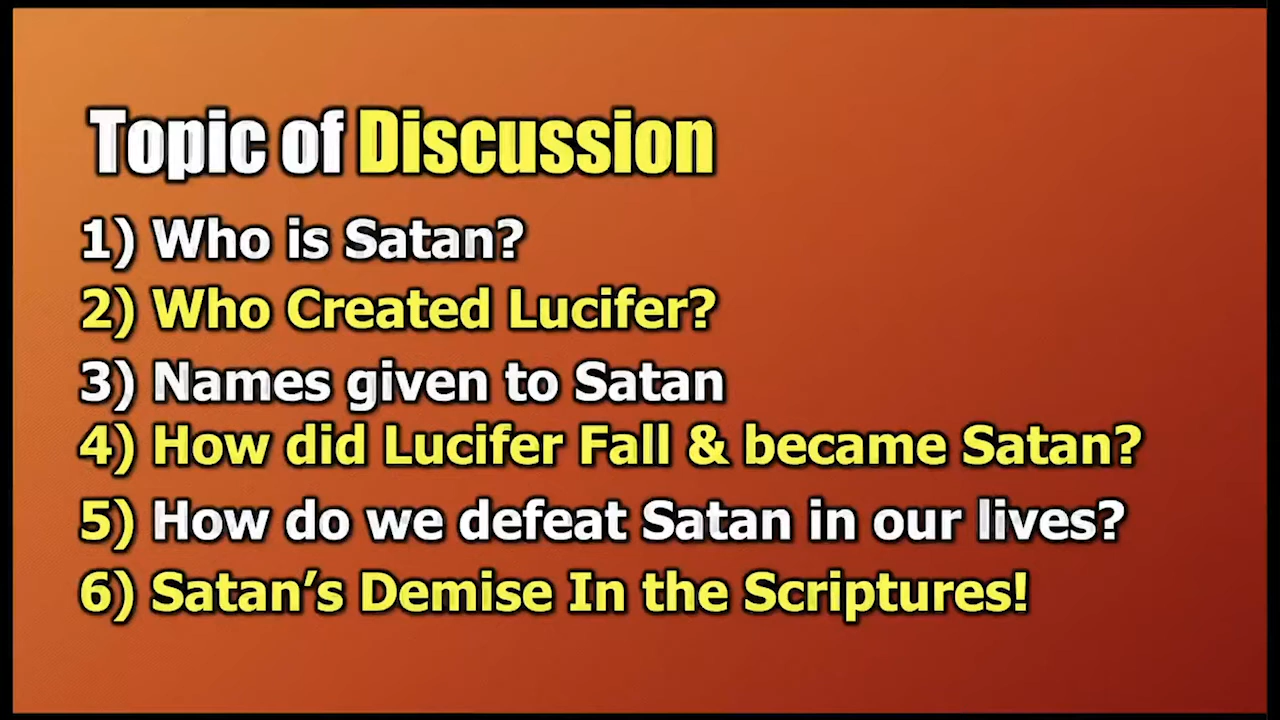 Topic of Discussion
1) Who is Satan?
2) Who Created Lucifer?
3) Names given to Satan
4) How did Lucifer Fall & became Satan?
5) How do we defeat Satan in our lives?
6) Satan’s Demise In the Scriptures!